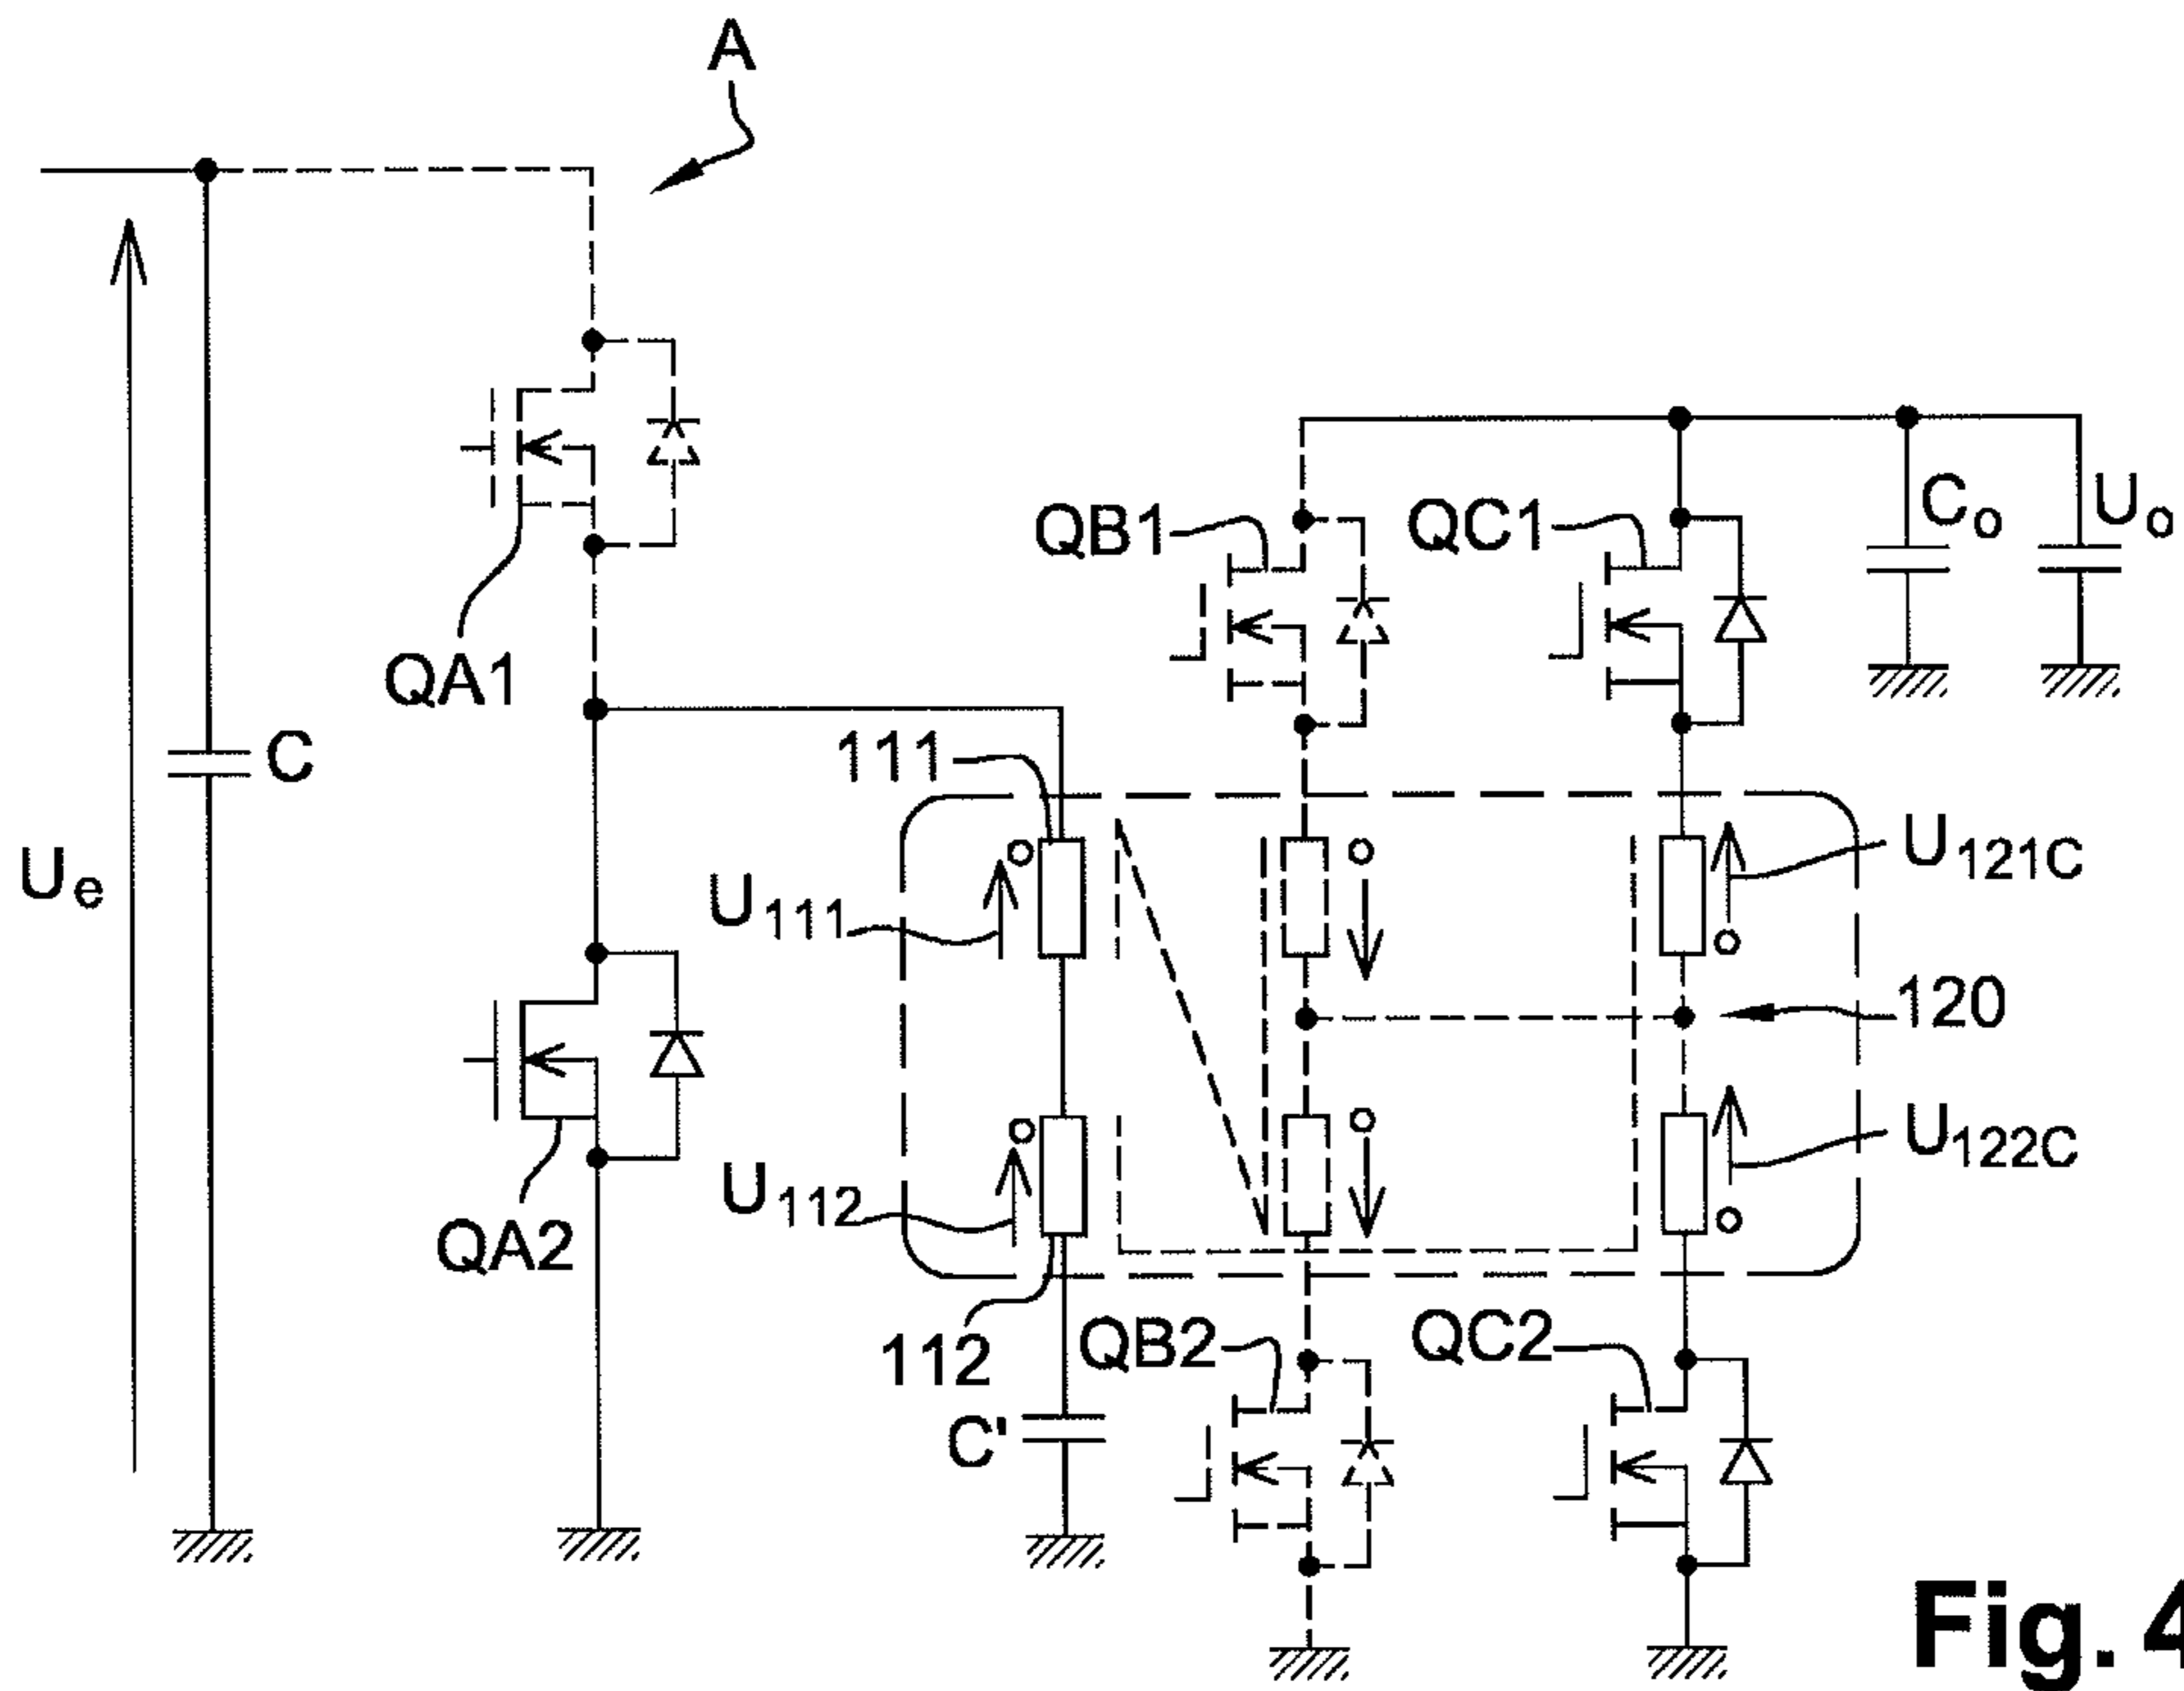 A
QB1
QC1
Co
Uo
QA1
C
111
Ue
U111
U121C
120
U112
U122C
QA2
112
QB2
QC2
C'
Fig. 4